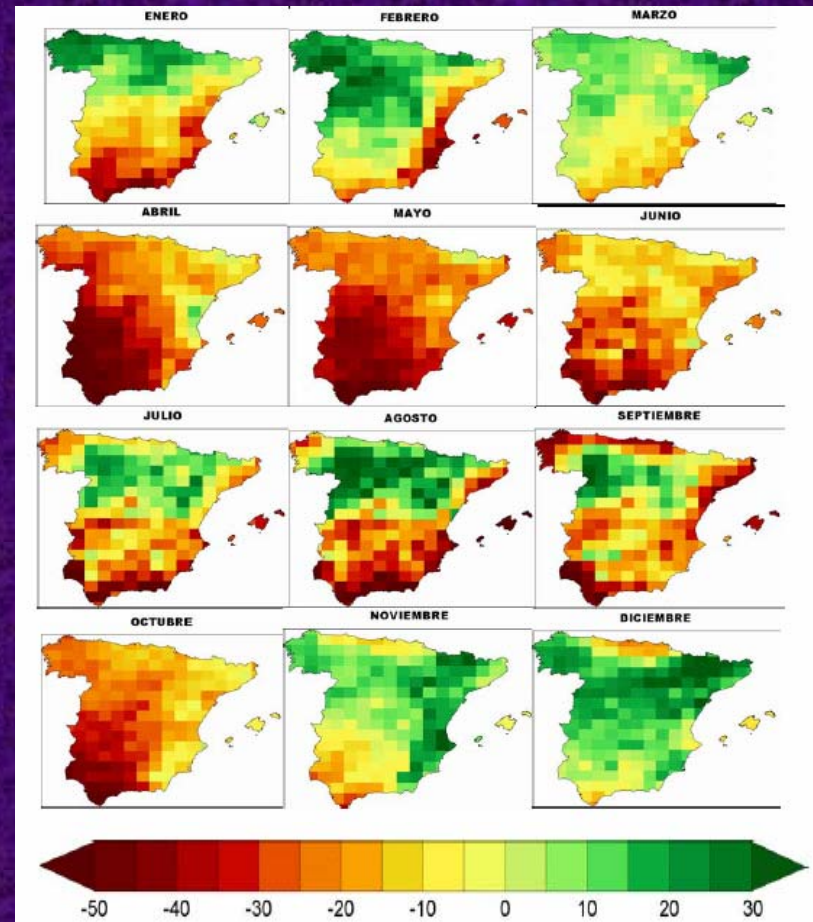 ENERO
FEBRERO
MARZO
ABRIL
MAYO
JUNIO
JULIO
AGOSTO
SEPTIEMBRE
OCTUBRE
NOVIEMBRE
DICIEMBRE
-50 -40 -30 -20 -10 0 10 20 30